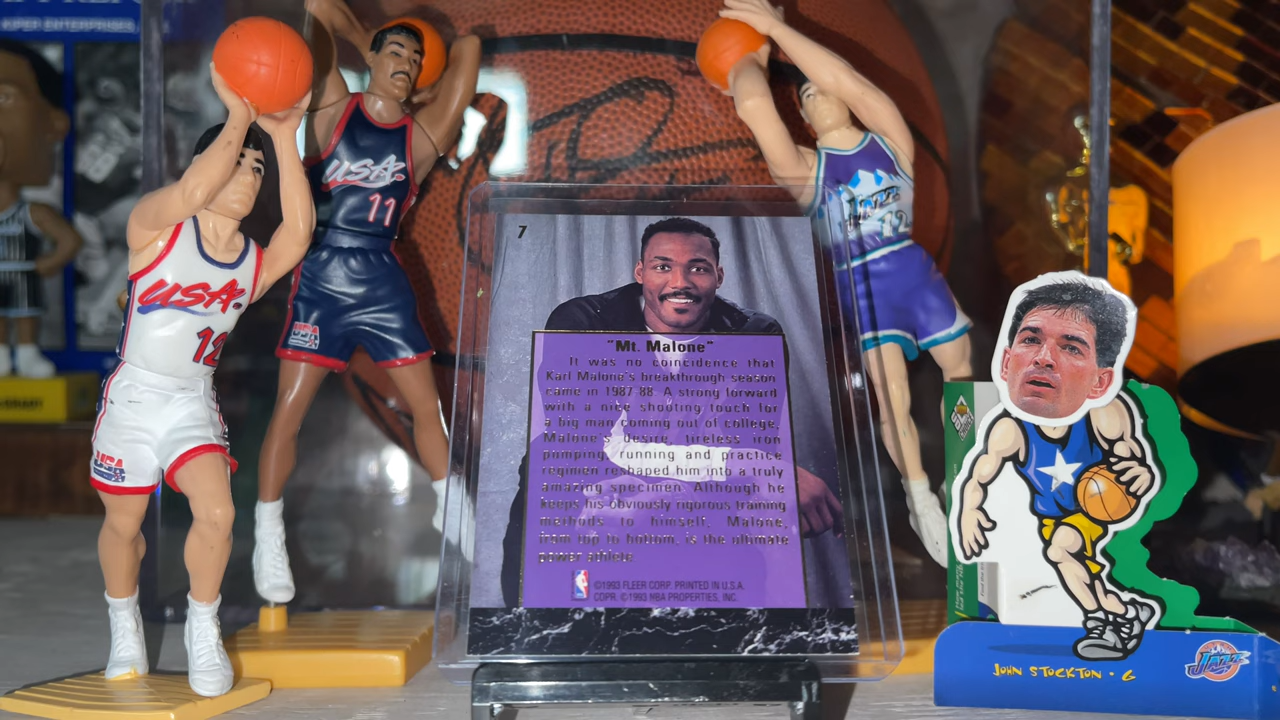 KIPER ENTERPRISES
USA
12
USA
11
USA
USA
JAZZ
12
7
"Mt. Malone"
It was no coincidence that
Karl Malone's breakthrough season
came in 1987-88. A strong forward
with a nice shooting touch for
a big man coming out of college,
Malone's desire, tireless iron
pumping, running and practice
regimen reshaped him into a truly
amazing specimen. Although he
keeps his obviously rigorous training
methods to himself, Malone,
from top to bottom, is the ultimate
power athlete.
©1993 FLEER CORP. PRINTED IN U.S.A.
COPR. ©1993 NBA PROPERTIES, INC.
JOHN STOCKTON · G
JAZZ